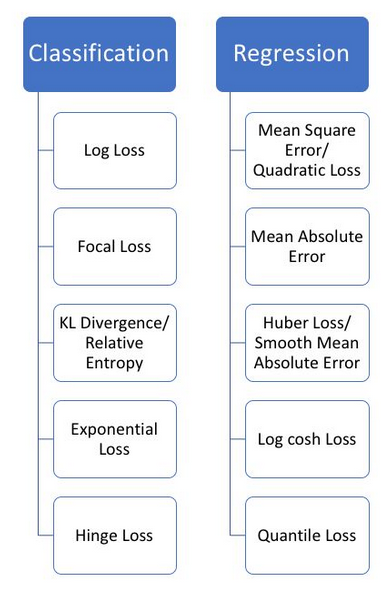 Classification
Log Loss
Focal Loss
KL Divergence/
Relative
Entropy
Exponential
Loss
Hinge Loss
Regression
Mean Square
Error/
Quadratic Loss
Mean Absolute
Error
Huber Loss/
Smooth Mean
Absolute Error
Log cosh Loss
Quantile Loss